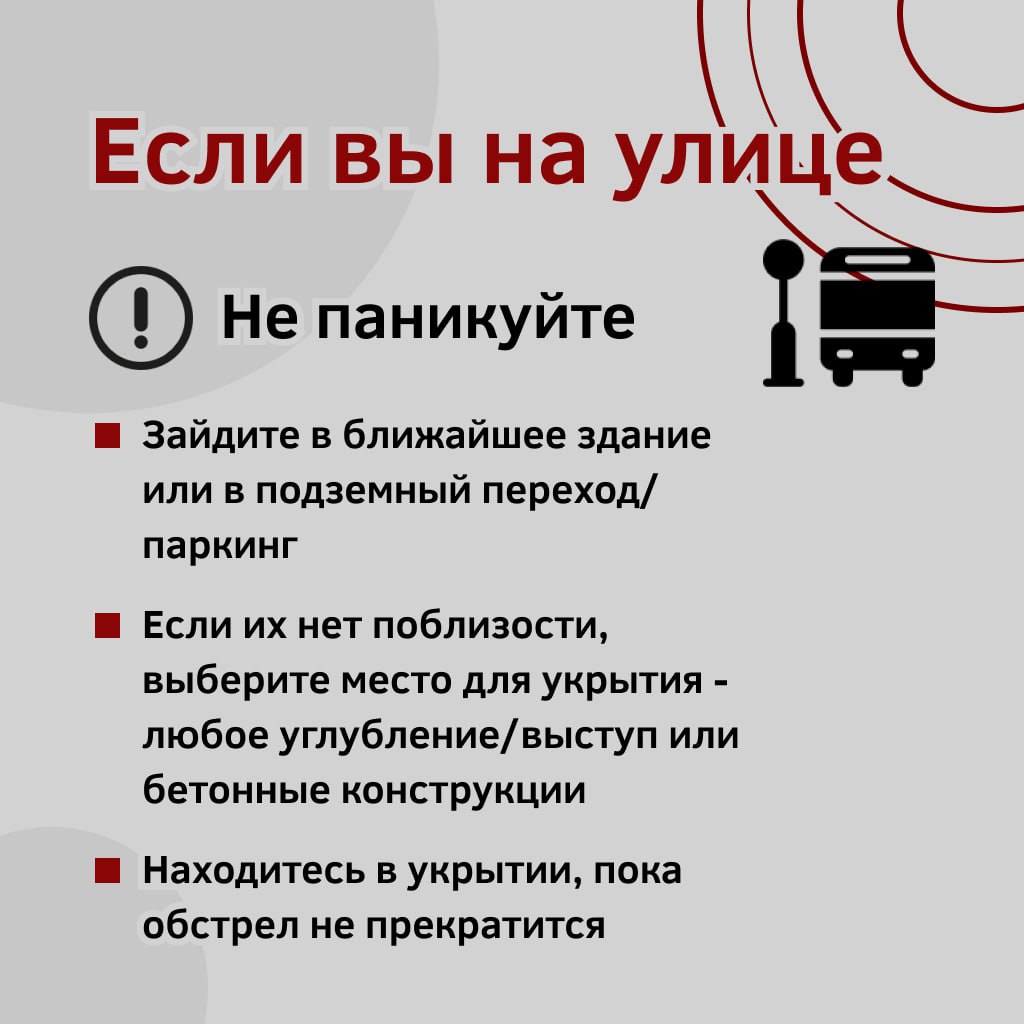 Если вы на улице
Не паникуйте
Зайдите в ближайшее здание
или в подземный переход/
паркинг
Если их нет поблизости,
выберите место для укрытия -
любое углубление/выступ или
бетонные конструкции
Находитесь в укрытии, пока
обстрел не прекратится